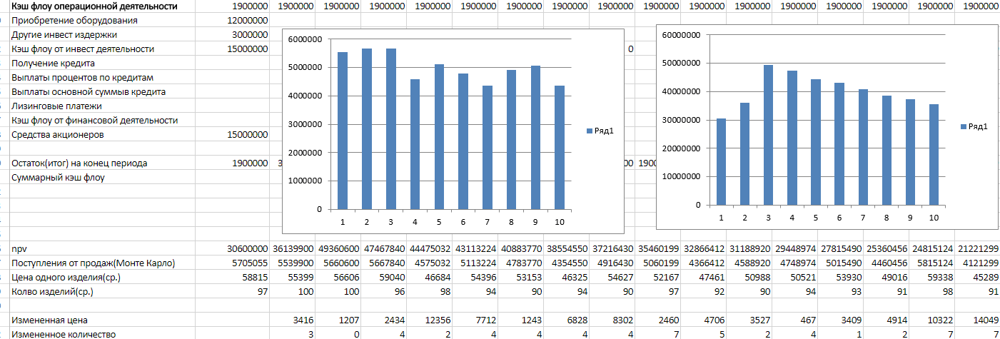 Кэш флоу операционной деятельности 1900000 1900000 1900000 1900000 1900000 1900000 1900000 1900000 1900000 1900000 1900000 1900000 1900000 1900000 1900000 1900000 1900000
Приобретение оборудования 12000000
Другие инвест издержки 3000000
Кэш флоу от инвест деятельности 15000000 0
Получение кредита
Выплаты процентов по кредитам
Выплаты основной суммыв кредита
Лизинговые платежи
Кэш флоу от финансовой деятельности
Средства акционеров 15000000
Остаток(итог) на конец периода 1900000 3 00 1900
Суммарный кэш флоу
6000000
5000000
4000000
3000000
2000000
1000000
0
1 2 3 4 5 6 7 8 9 10
Ряд1
60000000
50000000
40000000
30000000
20000000
10000000
0
1 2 3 4 5 6 7 8 9 10
Ряд1
npv 30600000 36139900 49360600 47467840 44475032 43113224 40883770 38554550 37216430 35460199 32866412 31188920 29448974 27815490 25360456 24815124 21221299
Поступления от продаж(Монте Карло) 5705055 5539900 5660600 5667840 4575032 5113224 4783770 4354550 4916430 5060199 4366412 4588920 4748974 5015490 4460456 5815124 4121299
Цена одного изделия(ср.) 58815 55399 56606 59040 46684 54396 53153 46325 54627 52167 47461 50988 50521 53930 49016 59338 45289
Колво изделий(ср.) 97 100 100 96 98 94 90 94 90 97 92 90 94 93 91 98 91
Измененная цена 3416 1207 2434 12356 7712 1243 6828 8302 2460 4706 3527 467 3409 4914 10322 14049
Измененное количество 3 0 4 2 4 4 4 4 7 5 2 4 1 2 7 7